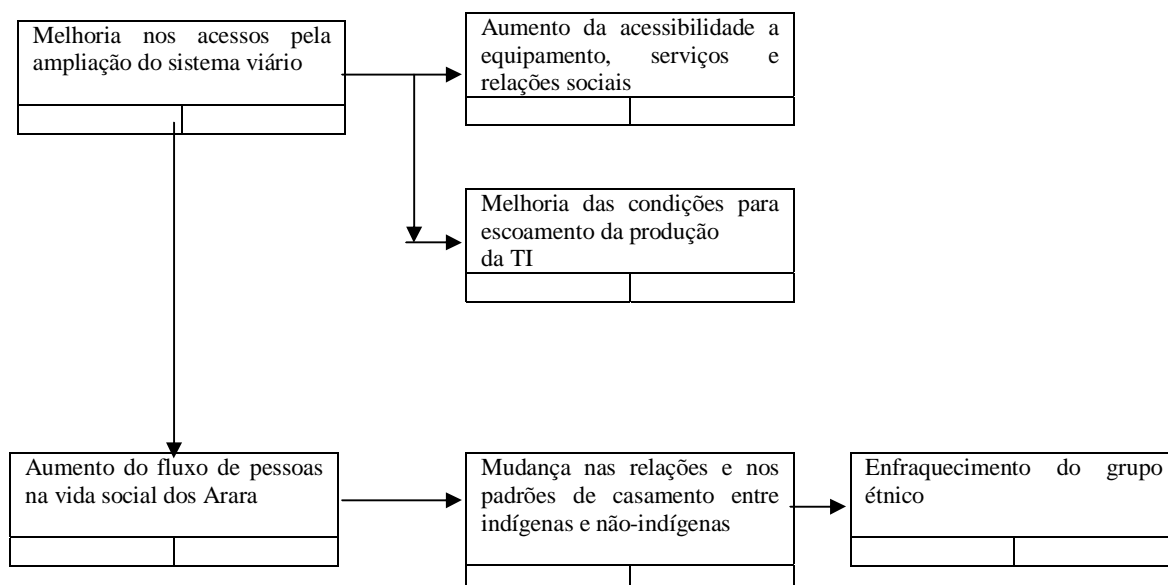 Melhoria nos acessos pela
ampliação do sistema viário
Aumento da acessibilidade a
equipamento, serviços e
relações sociais
Melhoria das condições para
escoamento da produção
da TI
Aumento do fluxo de pessoas
na vida social dos Arara
Mudança nas relações e nos
padrões de casamento entre
indígenas e não-indígenas
Enfraquecimento do grupo
étnico